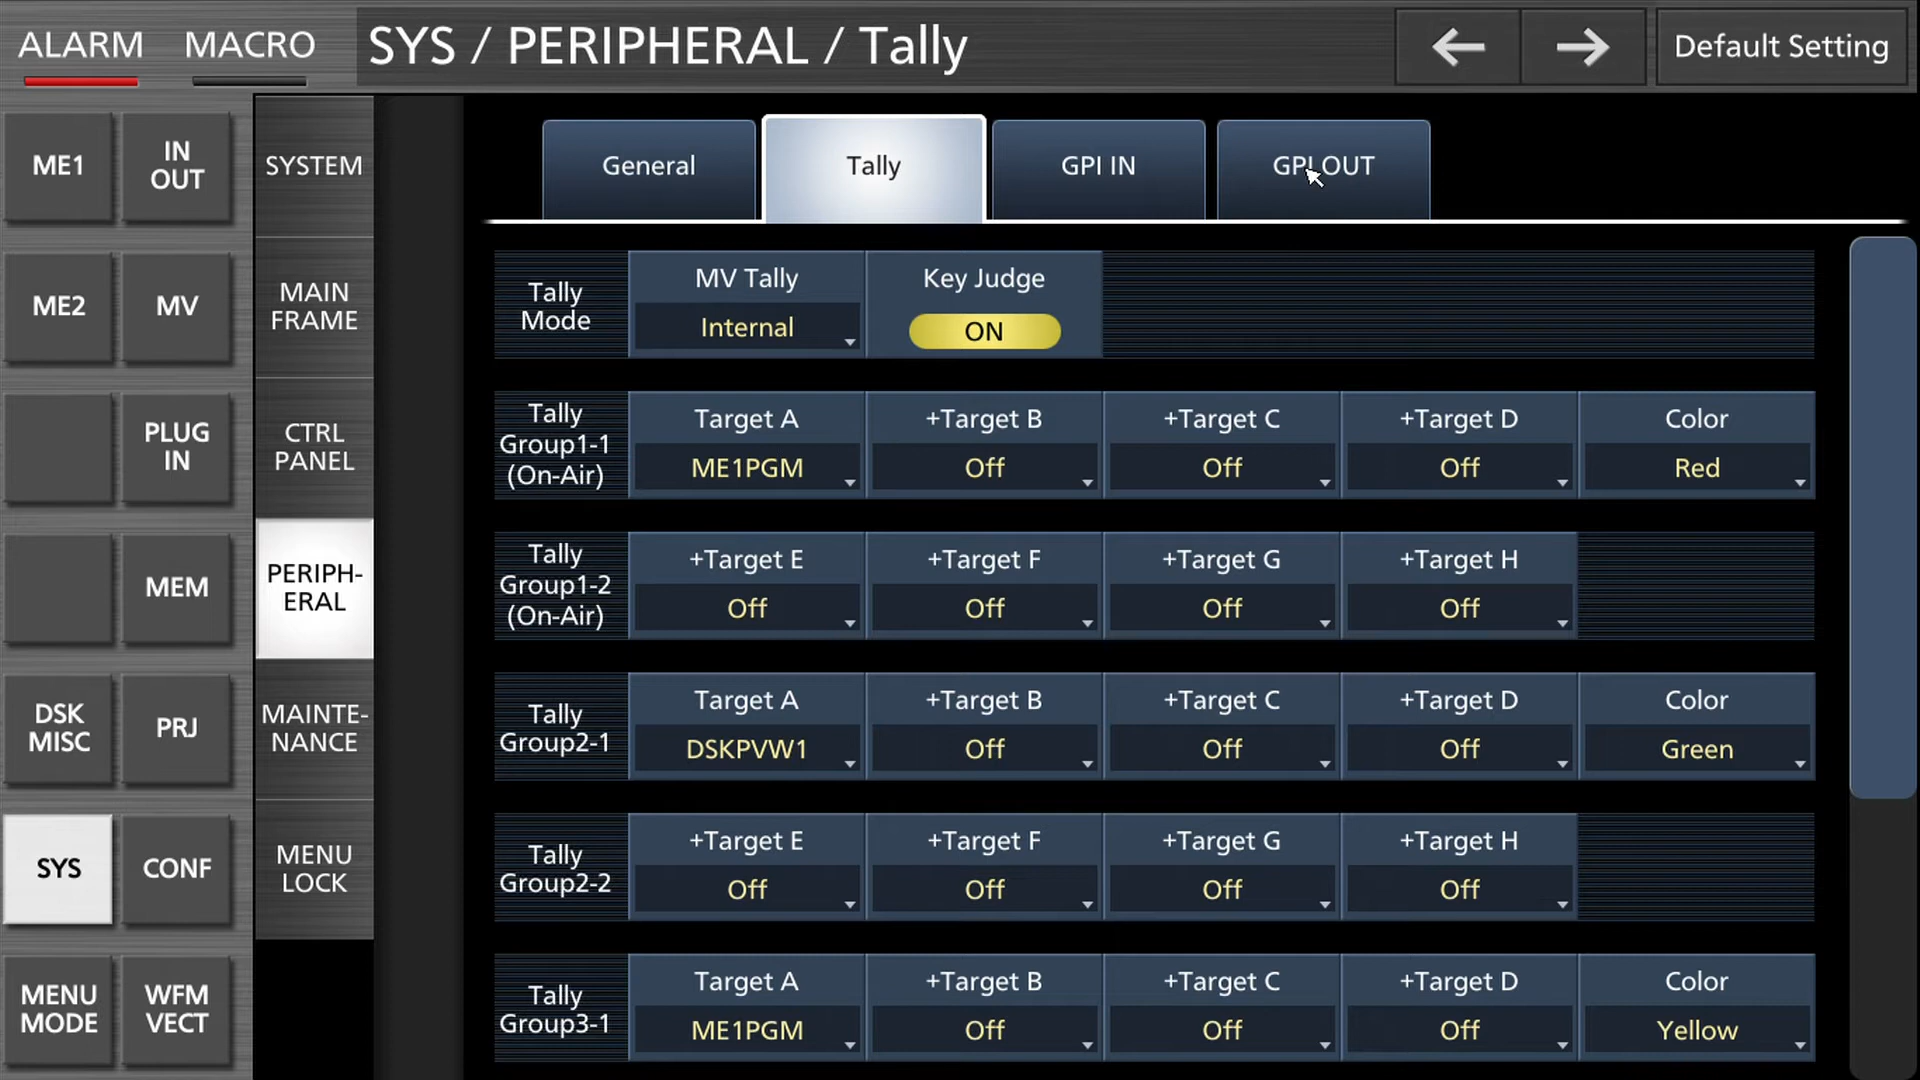 ALARM MACRO SYS / PERIPHERAL / Tally Default Setting
ME1
IN
OUT
ME2
MV
PLUG
IN
MEM
DSK
MISC
PRJ
SYS
CONF
MENU
MODE
WFM
VECT
SYSTEM
MAIN
FRAME
CTRL
PANEL
PERIPH-
ERAL
MAINTE-
NANCE
MENU
LOCK
General Tally GPI IN GPI OUT
Tally
Mode
MV Tally Key Judge
Internal ON
Tally
Group1-1
(On-Air)
Target A +Target B +Target C +Target D Color
ME1PGM Off Off Off Red
Tally
Group1-2
(On-Air)
+Target E +Target F +Target G +Target H
Off Off Off Off
Tally
Group2-1
Target A +Target B +Target C +Target D Color
DSKPVW1 Off Off Off Green
Tally
Group2-2
+Target E +Target F +Target G +Target H
Off Off Off Off
Tally
Group3-1
Target A +Target B +Target C +Target D Color
ME1PGM Off Off Off Yellow